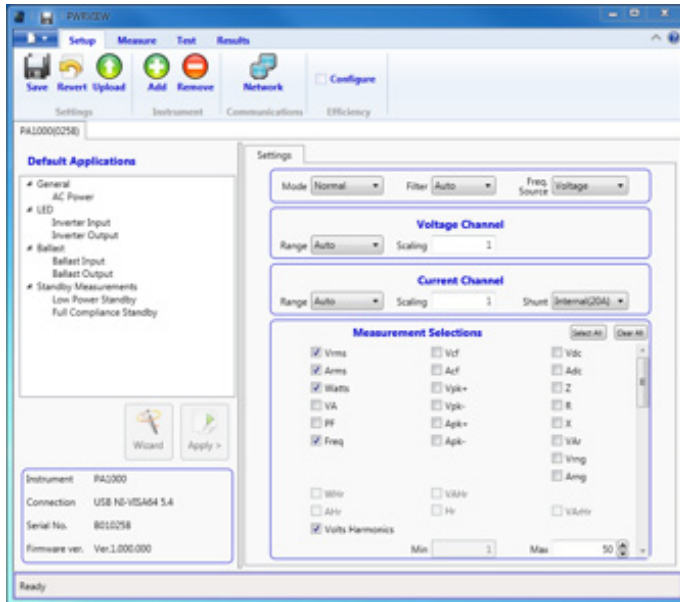 PWRVIEW
Setup Measure Test Results
Save Revert Upload Add Remove Network Configure
Settings Instrument Communications Efficiency
PA1000(0258)
Default Applications
General
AC Power
LED
Inverter Input
Inverter Output
Ballast
Ballast Input
Ballast Output
Standby Measurements
Low Power Standby
Full Compliance Standby
Wizard Apply >
Instrument PA1000
Connection USB NI-VISA64 5.4
Serial No. B010258
Firmware ver. Ver.1.000.000
Settings
Mode Normal Filter Auto Freq. Source Voltage
Voltage Channel
Range Auto Scaling 1
Current Channel
Range Auto Scaling 1 Shunt Internal(20A)
Measurement Selections Select All Clear All
Vrms Vcf Vdc
Arms Acf Adc
Watts Vpk+ Z
VA Vpk- R
PF Apk+ X
Freq Apk- VAr
Vrng
Arng
WHr VAHr
AHr Hr VArHr
Volts Harmonics
Min 1 Max 50
Ready